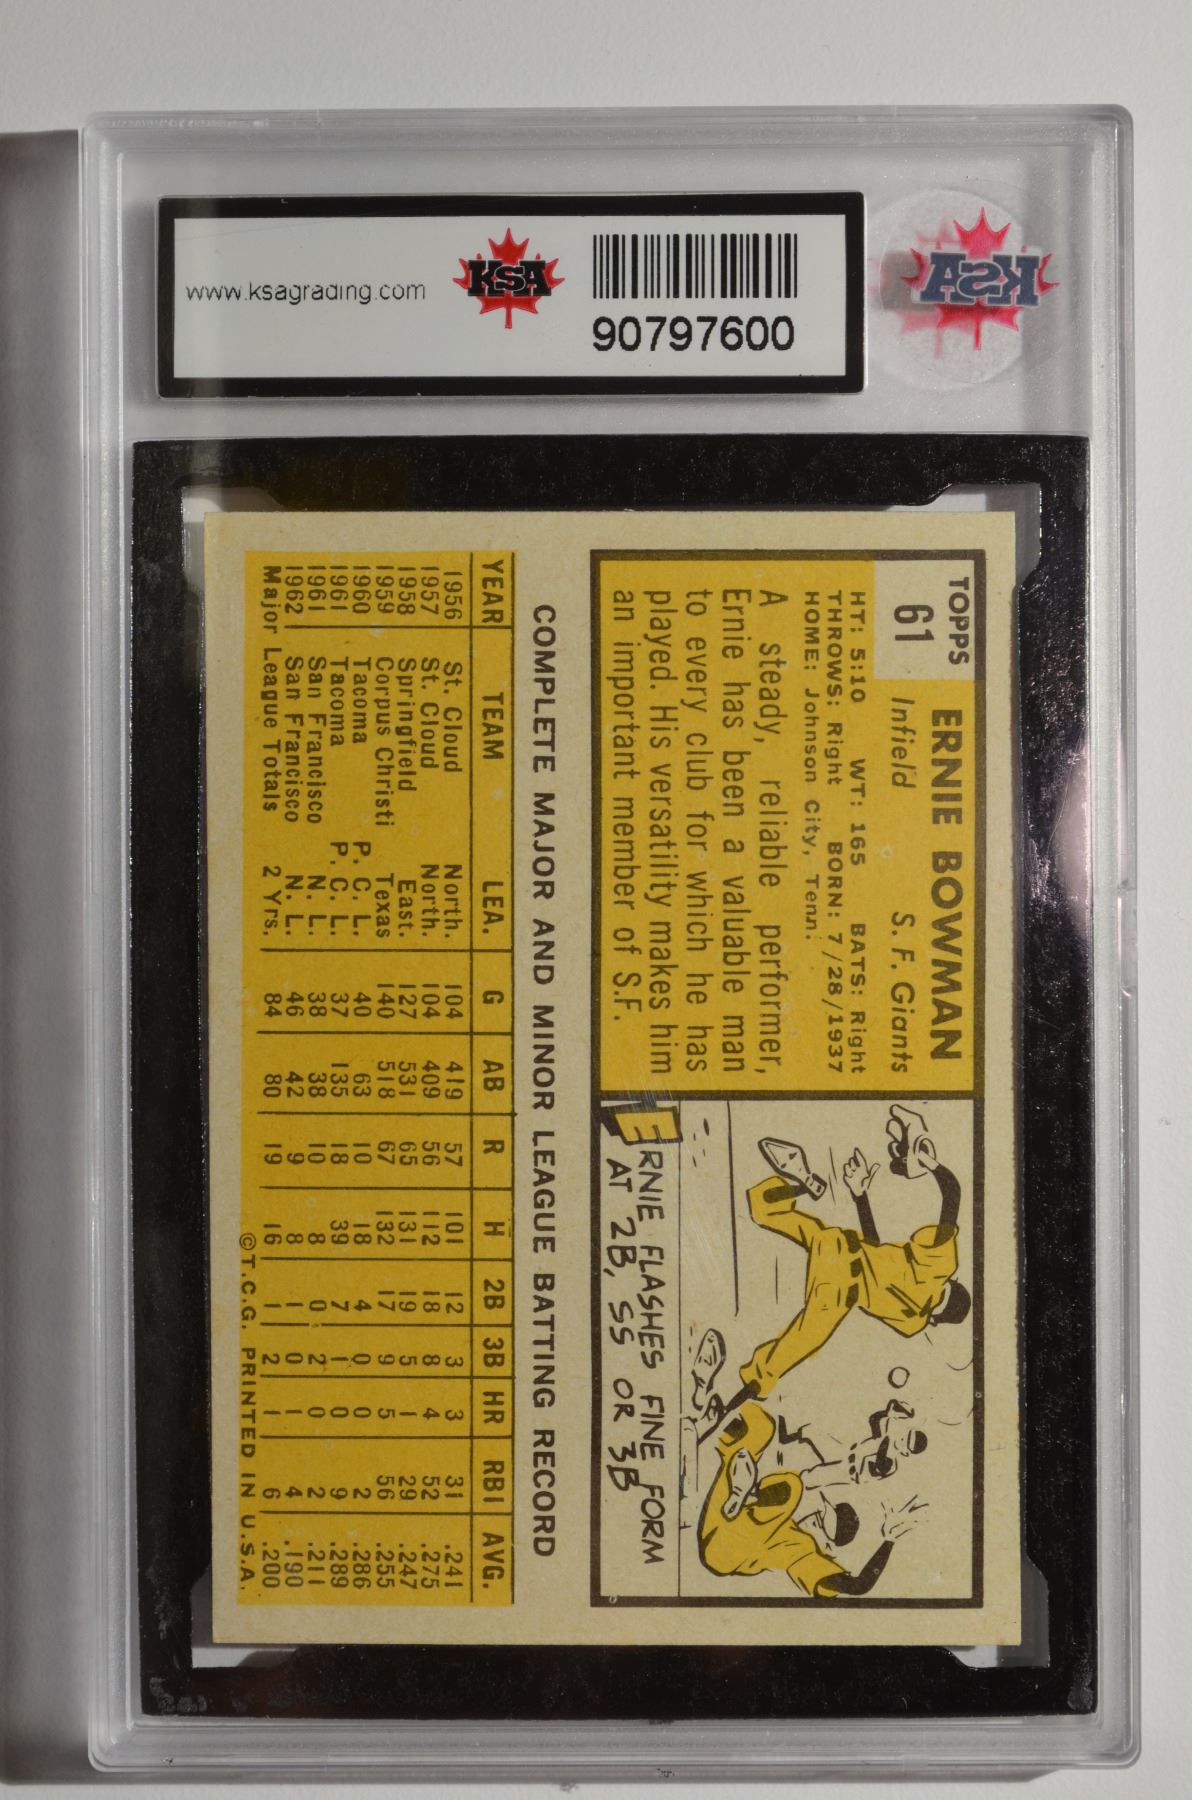 www.ksagrading.com
KSA
90797600
KSA
TOPPS
61
ERNIE BOWMAN
Infield S. F. Giants
HT: 5:10 WT: 165 BATS: Right
THROWS: Right BORN: 7/28/1937
HOME: Johnson City, Tenn.
A steady, reliable performer,
Ernie has been a valuable man
to every club for which he has
played. His versatility makes him
an important member of S.F.
ERNIE FLASHES FINE FORM
AT 2B, SS OR 3B
COMPLETE MAJOR AND MINOR LEAGUE BATTING RECORD
YEAR TEAM LEA. G AB R H 2B 3B HR RBI AVG.
1956 St. Cloud North. 104 419 57 101 12 3 3 31 .241
1957 St. Cloud North. 104 409 56 112 18 8 4 52 .275
1958 Springfield East. 127 531 65 131 19 5 1 29 .247
1959 Corpus Christi Texas 140 518 67 132 17 9 5 56 .255
1960 Tacoma P. C. L. 40 63 10 18 4 0 0 2 .286
1961 Tacoma P. C. L. 37 135 18 39 7 1 0 9 .289
1961 San Francisco N. L. 38 38 10 8 0 2 0 2 .211
1962 San Francisco N. L. 46 42 9 8 1 0 1 4 .190
Major League Totals 2 Yrs. 84 80 19 16 1 2 1 6 .200
© T.C.G. PRINTED IN U.S.A.